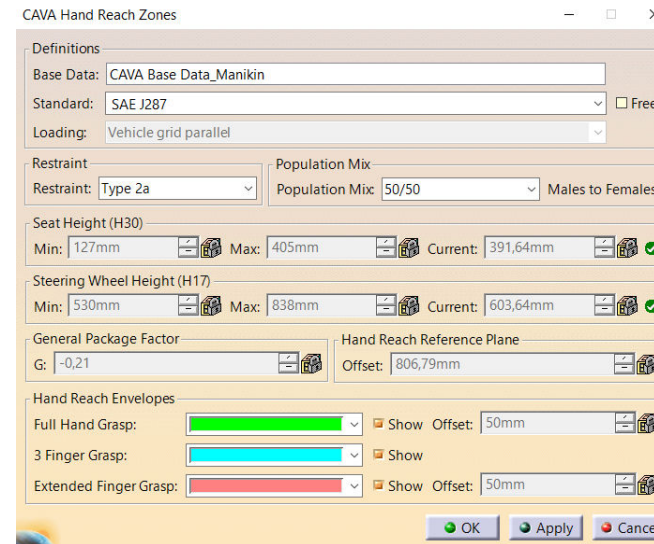 CAVA Hand Reach Zones
Definitions
Base Data: CAVA Base Data_Manikin
Standard: SAE J287 Free
Loading: Vehicle grid parallel
Restraint Population Mix
Restraint: Type 2a Population Mix: 50/50 Males to Females
Seat Height (H30)
Min: 127mm Max: 405mm Current: 391,64mm
Steering Wheel Height (H17)
Min: 530mm Max: 838mm Current: 603,64mm
General Package Factor Hand Reach Reference Plane
G: -0,21 Offset: 806,79mm
Hand Reach Envelopes
Full Hand Grasp: Show Offset: 50mm
3 Finger Grasp: Show
Extended Finger Grasp: Show Offset: 50mm
OK Apply Cance